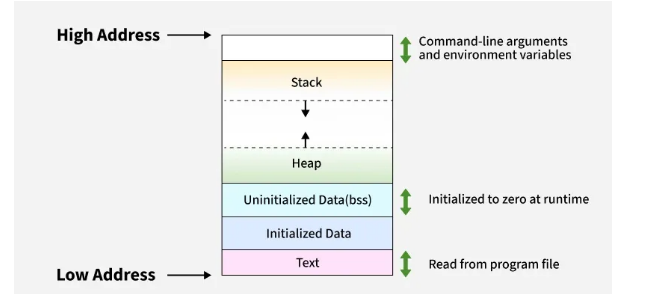 High Address
Command-line arguments
and environment variables
Stack
Heap
Uninitialized Data(bss)
Initialized to zero at runtime
Initialized Data
Text
Read from program file
Low Address